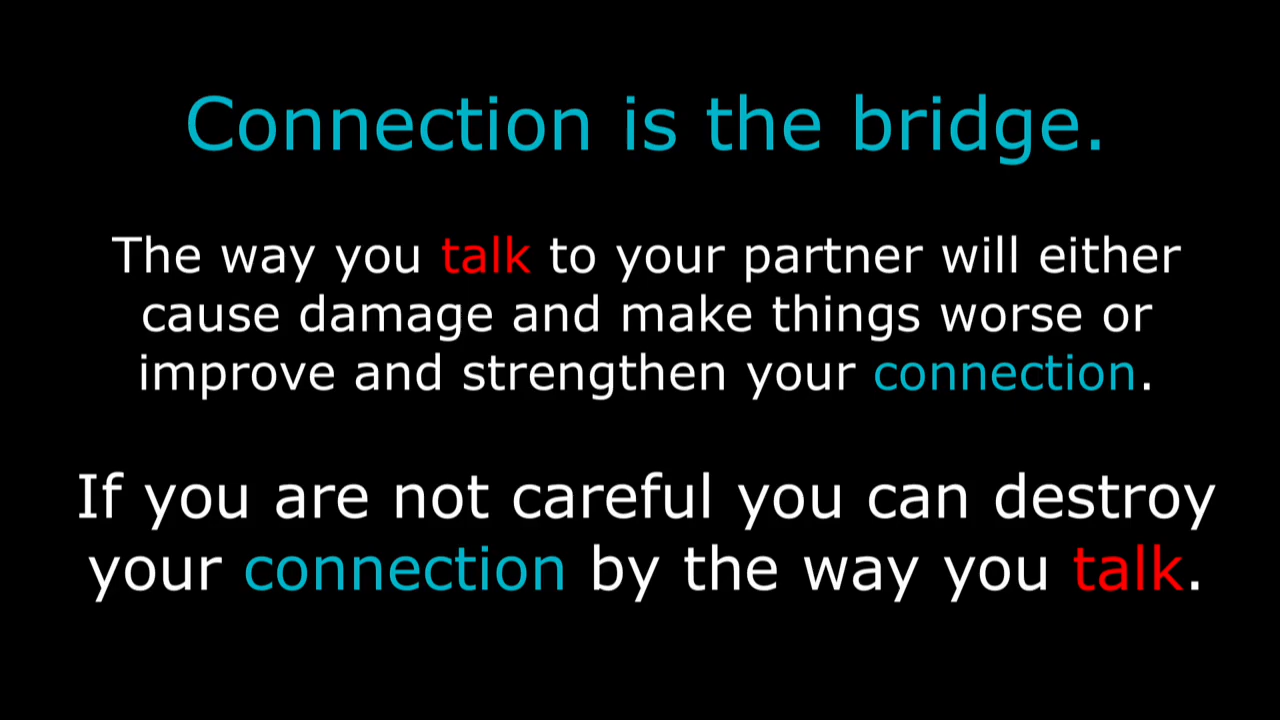 Connection is the bridge.
The way you talk to your partner will either
cause damage and make things worse or
improve and strengthen your connection.
If you are not careful you can destroy
your connection by the way you talk.